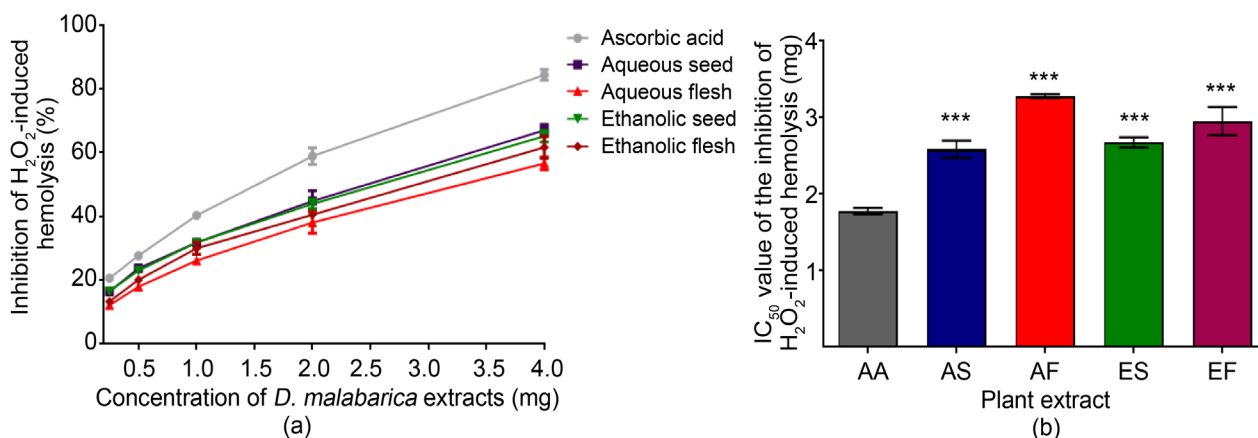 Inhibition of H₂O₂-induced
hemolysis (%)
100
80
60
40
20
0
0.5 1.0 1.5 2.0 2.5 3.0 3.5 4.0
Concentration of D. malabarica extracts (mg)
(a)
Ascorbic acid
Aqueous seed
Aqueous flesh
Ethanolic seed
Ethanolic flesh
IC₅₀ value of the inhibition of
H₂O₂-induced hemolysis (mg)
4
3
2
1
4
*** *** *** ***
AA AS AF ES EF
Plant extract
(b)